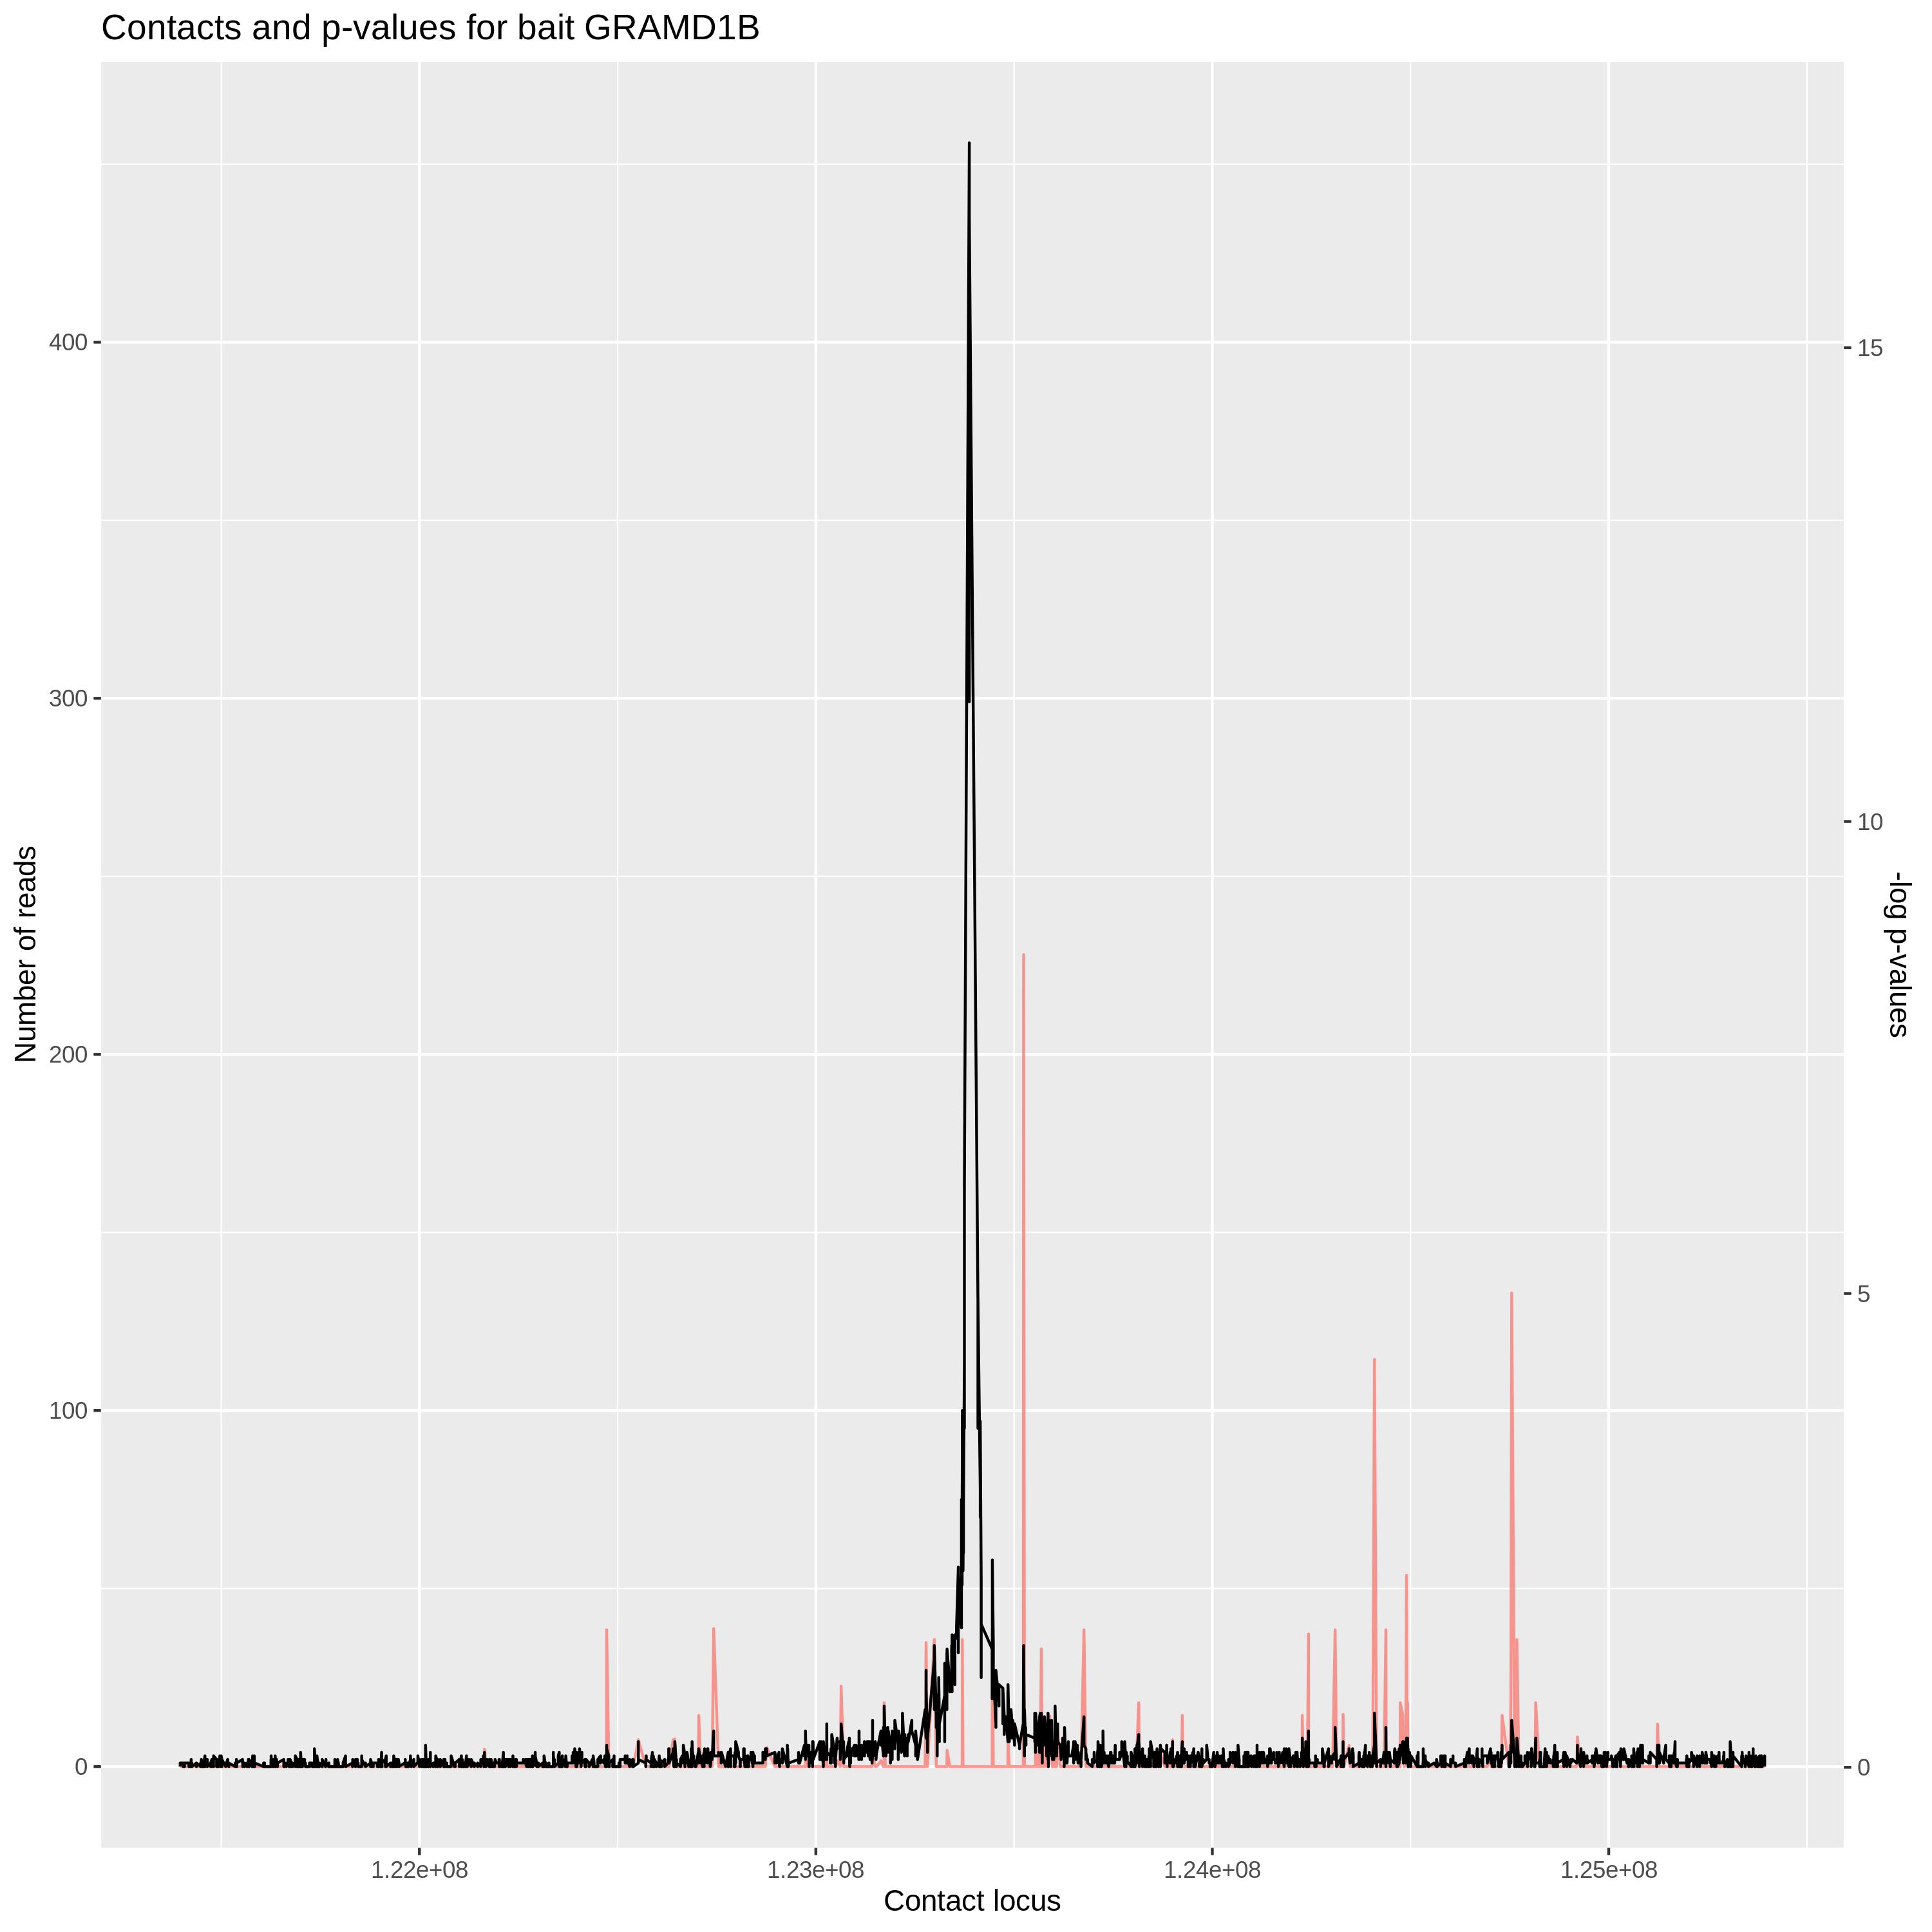 Contacts and p-values for bait GRAMD1B
Number of reads
400
300
200
100
0
15
10
5
0
-log p-values
1.22e+08
1.23e+08
1.24e+08
1.25e+08
Contact locus